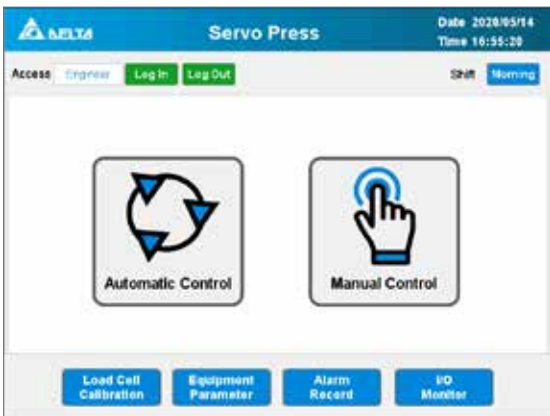 DELTA
Servo Press
Date 2020/05/14
Time 16:55:20
Access Engineer Log In Log Out
Shift Morning
Automatic Control
Manual Control
Load Cell
Calibration
Equipment
Parameter
Alarm
Record
I/O
Monitor